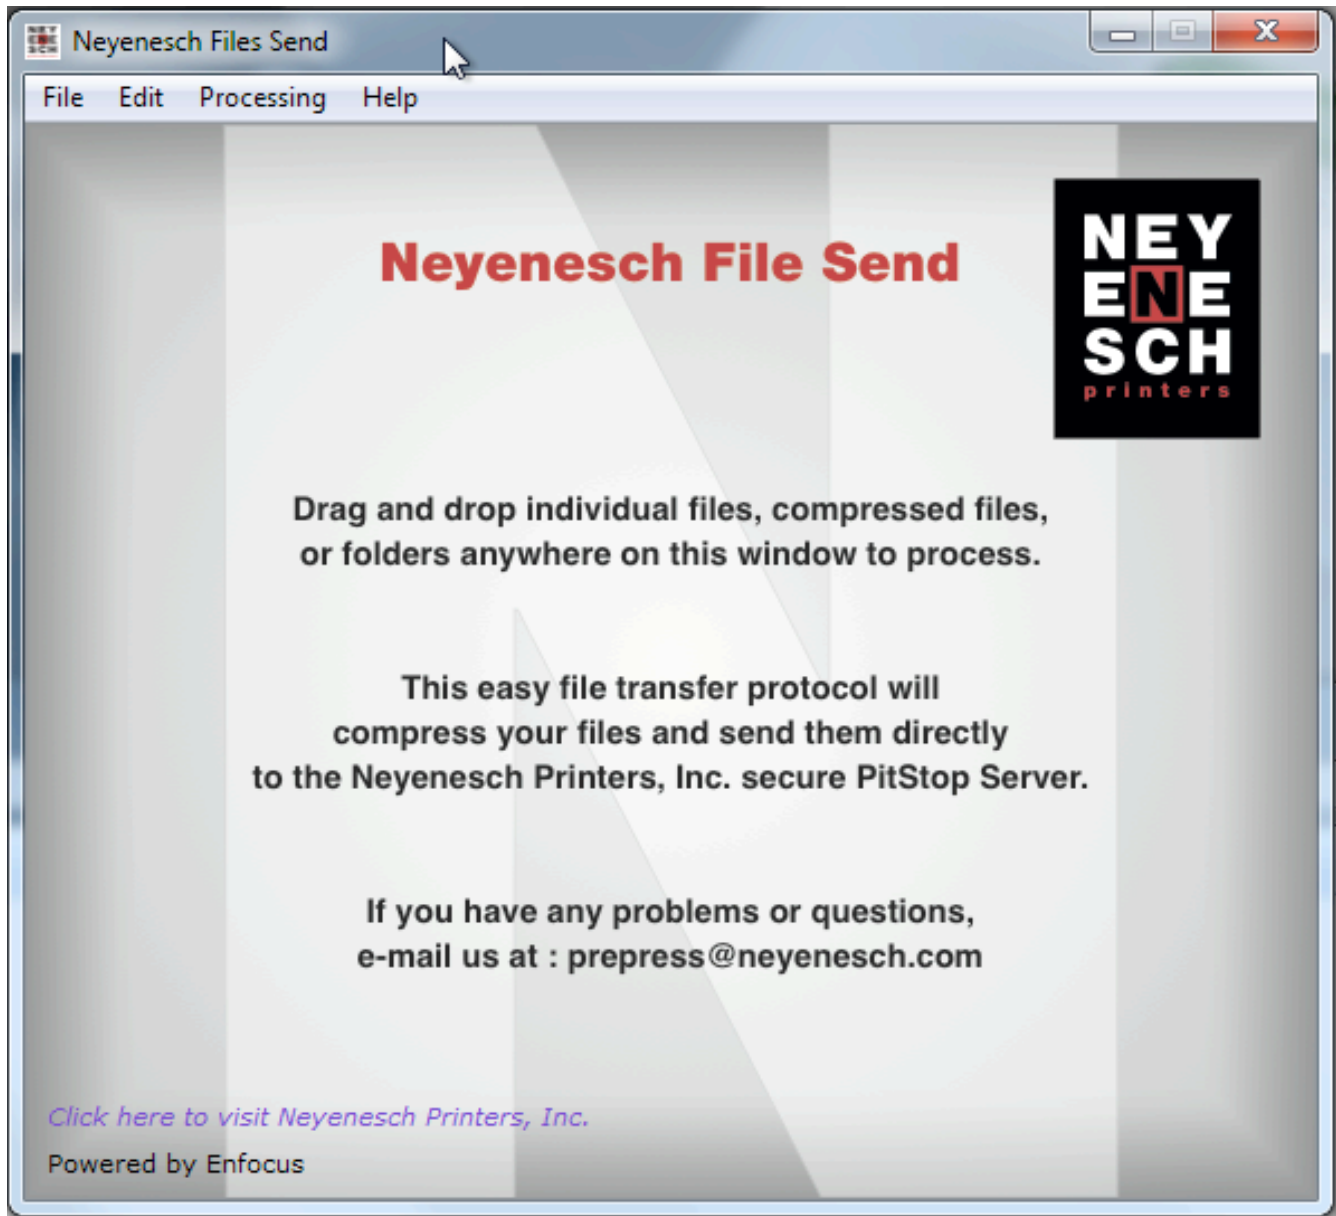 Neyenesch Files Send
File Edit Processing Help
Neyenesch File Send
NEY
ENE
SCH
printers
Drag and drop individual files, compressed files,
or folders anywhere on this window to process.
This easy file transfer protocol will
compress your files and send them directly
to the Neyenesch Printers, Inc. secure PitStop Server.
If you have any problems or questions,
e-mail us at : prepress@neyenesch.com
Click here to visit Neyenesch Printers, Inc.
Powered by Enfocus